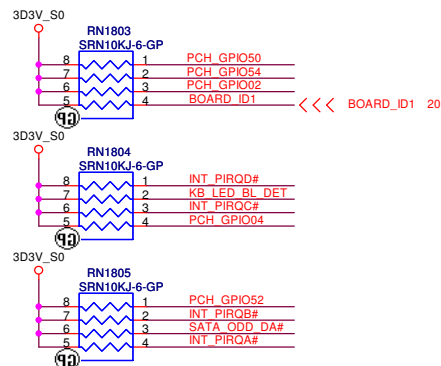 3D3V_S0
RN1803
SRN10KJ-6-GP
8 1 PCH_GPIO50
7 2 PCH_GPIO54
6 3 PCH_GPIO02
5 4 BOARD_ID1 BOARD_ID1 20
3D3V_S0
RN1804
SRN10KJ-6-GP
8 1 INT_PIRQD#
7 2 KB_LED_BL_DET
6 3 INT_PIRQC#
5 4 PCH_GPIO04
3D3V_S0
RN1805
SRN10KJ-6-GP
8 1 PCH_GPIO52
7 2 INT_PIRQB#
6 3 SATA_ODD_DA#
5 4 INT_PIRQA#